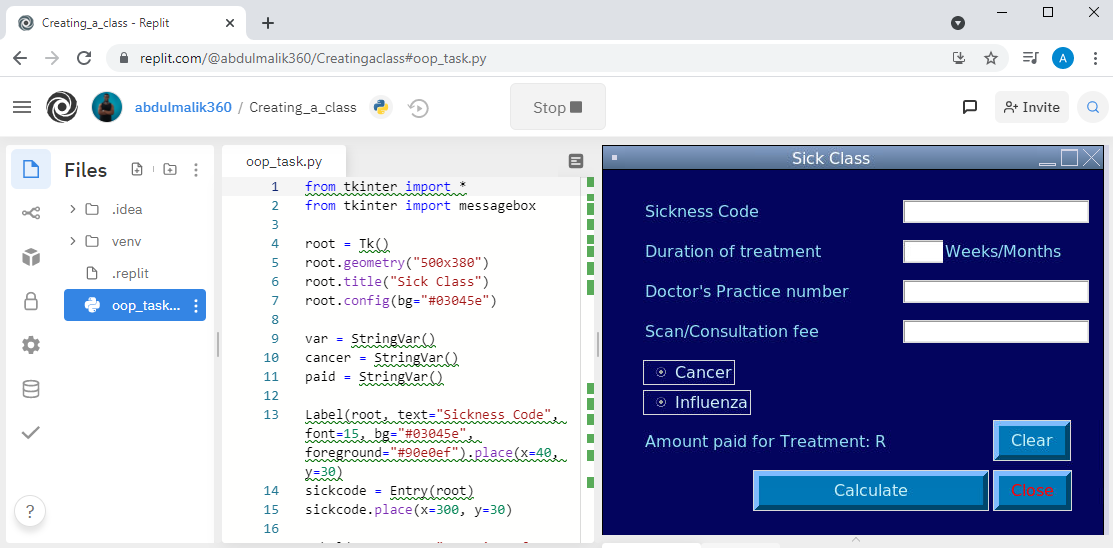 Creating_a_class - Replit
replit.com/@abdulmalik360/Creatingaclass#oop_task.py
A
abdulmalik360 / Creating_a_class
Stop
Invite
Files
.idea
venv
.replit
oop_task...
?
oop_task.py
1 from tkinter import *
2 from tkinter import messagebox
3
4 root = Tk()
5 root.geometry("500x380")
6 root.title("Sick Class")
7 root.config(bg="#03045e")
8
9 var = StringVar()
10 cancer = StringVar()
11 paid = StringVar()
12
13 Label(root, text="Sickness Code",
font=15, bg="#03045e",
foreground="#90e0ef").place(x=40,
y=30)
14 sickcode = Entry(root)
15 sickcode.place(x=300, y=30)
16
Sick Class
Sickness Code
Duration of treatment Weeks/Months
Doctor's Practice number
Scan/Consultation fee
Cancer
Influenza
Amount paid for Treatment: R
Clear
Calculate
Close